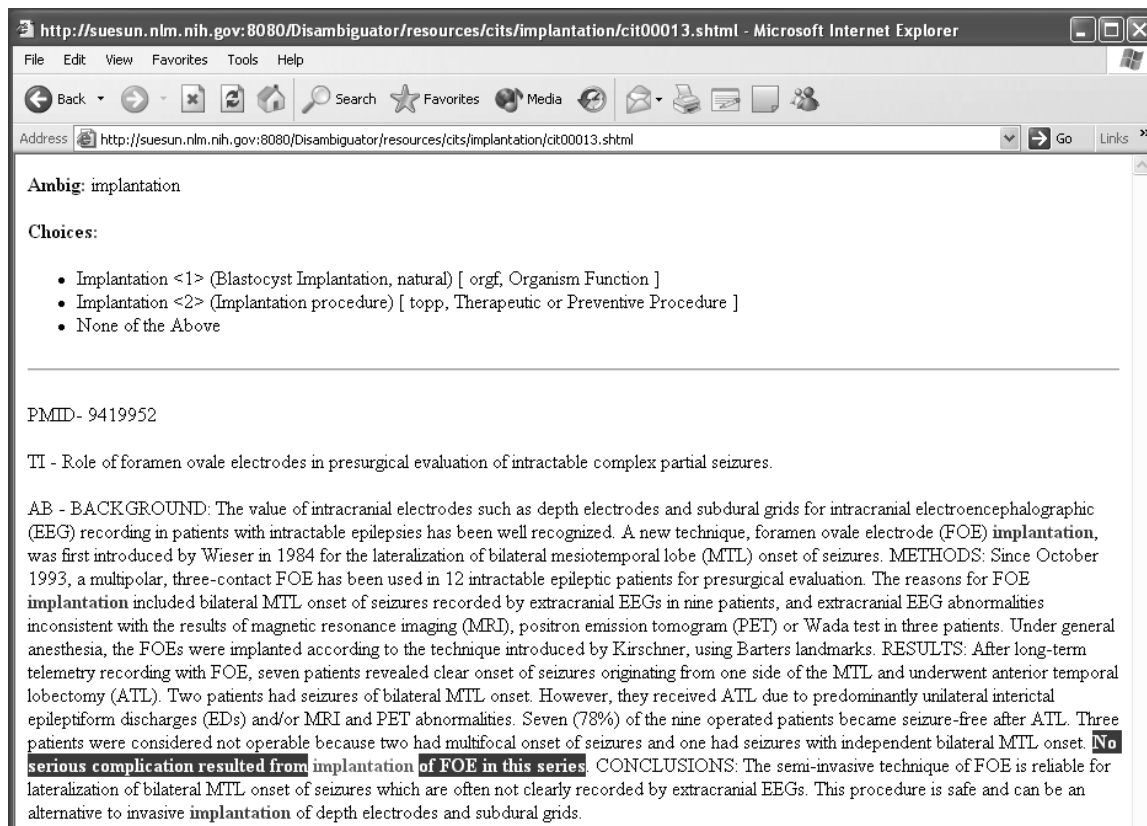 http://suesun.nlm.nih.gov:8080/Disambiguator/resources/cits/implantation/cit00013.shtml - Microsoft Internet Explorer
File Edit View Favorites Tools Help
Back Search Favorites Media
Address http://suesun.nlm.nih.gov:8080/Disambiguator/resources/cits/implantation/cit00013.shtml Go Links »
Ambig: implantation
Choices:
• Implantation <1> (Blastocyst Implantation, natural) [ orgf, Organism Function ]
• Implantation <2> (Implantation procedure) [ topp, Therapeutic or Preventive Procedure ]
• None of the Above
PMID- 9419952
TI - Role of foramen ovale electrodes in presurgical evaluation of intractable complex partial seizures.
AB - BACKGROUND: The value of intracranial electrodes such as depth electrodes and subdural grids for intracranial electroencephalographic
(EEG) recording in patients with intractable epilepsies has been well recognized. A new technique, foramen ovale electrode (FOE) implantation,
was first introduced by Wieser in 1984 for the lateralization of bilateral mesiotemporal lobe (MTL) onset of seizures. METHODS: Since October
1993, a multipolar, three-contact FOE has been used in 12 intractable epileptic patients for presurgical evaluation. The reasons for FOE
implantation included bilateral MTL onset of seizures recorded by extracranial EEGs in nine patients, and extracranial EEG abnormalities
inconsistent with the results of magnetic resonance imaging (MRI), positron emission tomogram (PET) or Wada test in three patients. Under general
anesthesia, the FOEs were implanted according to the technique introduced by Kirschner, using Barters landmarks. RESULTS: After long-term
telemetry recording with FOE, seven patients revealed clear onset of seizures originating from one side of the MTL and underwent anterior temporal
lobectomy (ATL). Two patients had seizures of bilateral MTL onset. However, they received ATL due to predominantly unilateral interictal
epileptiform discharges (EDs) and/or MRI and PET abnormalities. Seven (78%) of the nine operated patients became seizure-free after ATL. Three
patients were considered not operable because two had multifocal onset of seizures and one had seizures with independent bilateral MTL onset. No
serious complication resulted from implantation of FOE in this series. CONCLUSIONS: The semi-invasive technique of FOE is reliable for
lateralization of bilateral MTL onset of seizures which are often not clearly recorded by extracranial EEGs. This procedure is safe and can be an
alternative to invasive implantation of depth electrodes and subdural grids.